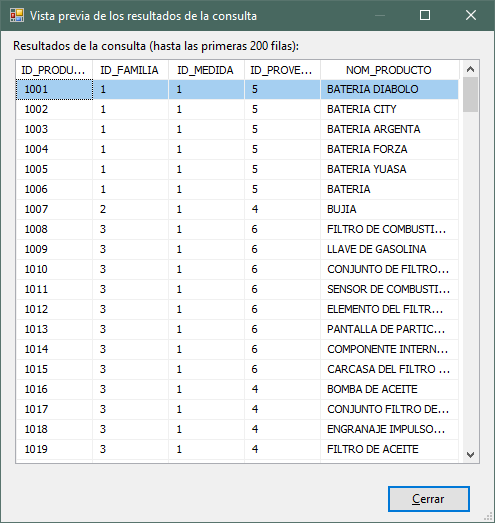 Vista previa de los resultados de la consulta
Resultados de la consulta (hasta las primeras 200 filas):
ID_PRODU... ID_FAMILIA ID_MEDIDA ID_PROVE... NOM_PRODUCTO
1001 1 1 5 BATERIA DIABOLO
1002 1 1 5 BATERIA CITY
1003 1 1 5 BATERIA ARGENTA
1004 1 1 5 BATERIA FORZA
1005 1 1 5 BATERIA YUASA
1006 1 1 5 BATERIA
1007 2 1 4 BUJIA
1008 3 1 6 FILTRO DE COMBUSTI...
1009 3 1 6 LLAVE DE GASOLINA
1010 3 1 6 CONJUNTO DE FILTRO...
1011 3 1 6 SENSOR DE COMBUSTI...
1012 3 1 6 ELEMENTO DEL FILTR...
1013 3 1 6 PANTALLA DE PARTIC...
1014 3 1 6 COMPONENTE INTERN...
1015 3 1 6 CARCASA DEL FILTRO ...
1016 3 1 4 BOMBA DE ACEITE
1017 3 1 4 CONJUNTO FILTRO DE...
1018 3 1 4 ENGRANAJE IMPULSO...
1019 3 1 4 FILTRO DE ACEITE
Cerrar